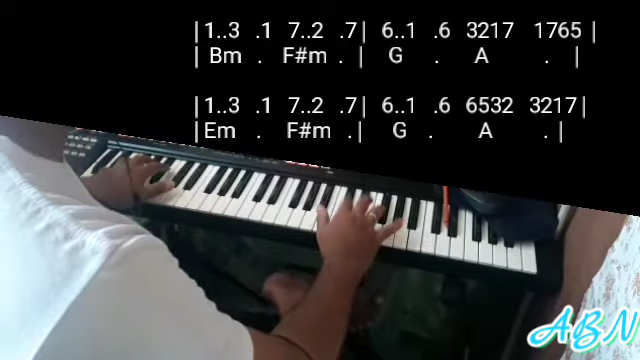 |1..3 .1 7..2 .7| 6..1 .6 3217 1765 |
| Bm . F#m . | G . A . |
|1..3 .1 7..2 .7| 6..1 .6 6532 3217|
|Em . F#m .| G . A . |
ABN